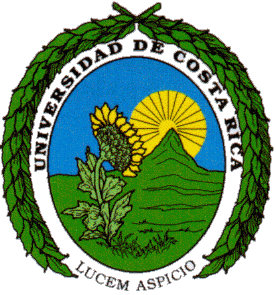 UNIVERSIDAD DE COSTA RICA
LUCEM ASPICIO